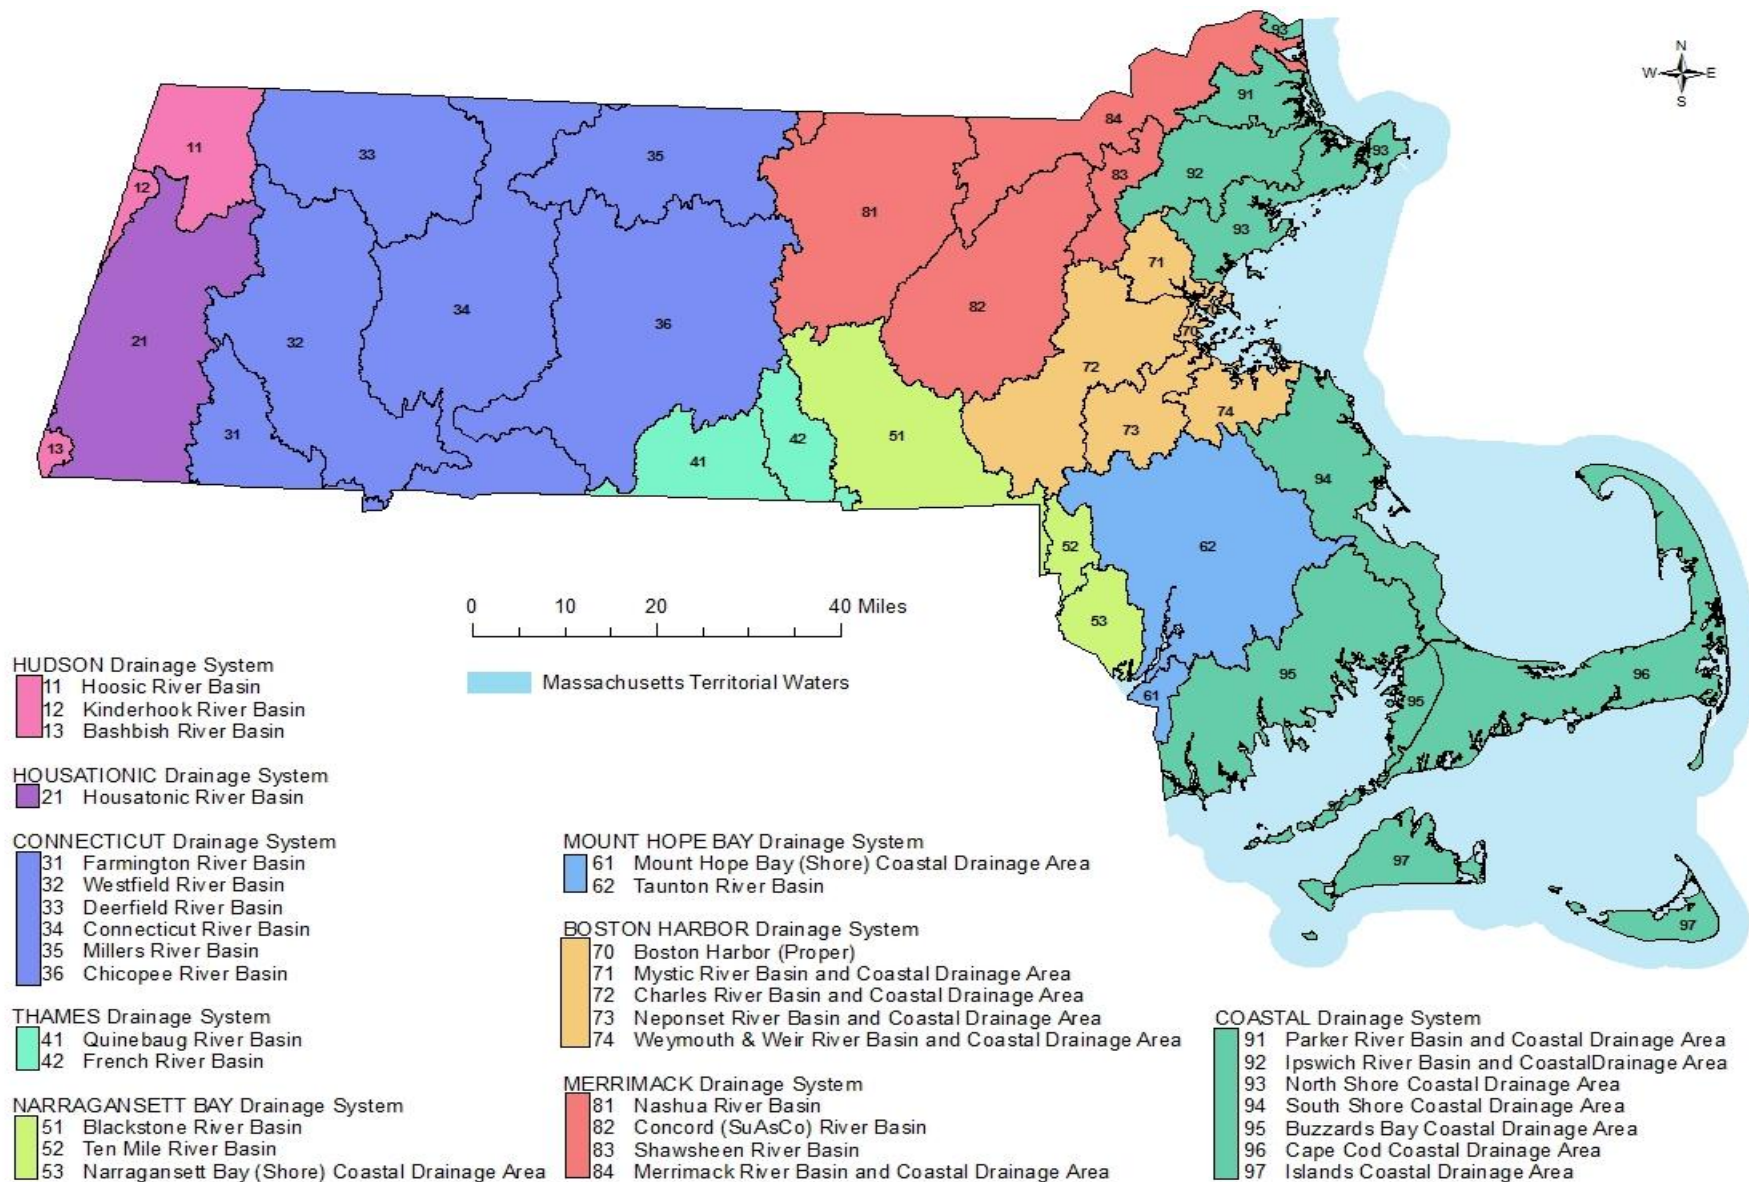 93
N
W E
S
91
11
33
35
84
93
12
83
92
81
93
71
34
82
70
36
70
32
21
70
72
74
31
73
51
42
13
41
94
52
62
0 10 20 40 Miles
53
HUDSON Drainage System
11 Hoosic River Basin
12 Kinderhook River Basin
13 Bashbish River Basin
Massachusetts Territorial Waters
95
96
61
95
HOUSATIONIC Drainage System
21 Housatonic River Basin
CONNECTICUT Drainage System
31 Farmington River Basin
32 Westfield River Basin
33 Deerfield River Basin
34 Connecticut River Basin
35 Millers River Basin
36 Chicopee River Basin
THAMES Drainage System
41 Quinebaug River Basin
42 French River Basin
NARRAGANSETT BAY Drainage System
51 Blackstone River Basin
52 Ten Mile River Basin
53 Narragansett Bay (Shore) Coastal Drainage Area
MOUNT HOPE BAY Drainage System
61 Mount Hope Bay (Shore) Coastal Drainage Area
62 Taunton River Basin
BOSTON HARBOR Drainage System
70 Boston Harbor (Proper)
71 Mystic River Basin and Coastal Drainage Area
72 Charles River Basin and Coastal Drainage Area
73 Neponset River Basin and Coastal Drainage Area
74 Weymouth & Weir River Basin and Coastal Drainage Area
MERRIMACK Drainage System
81 Nashua River Basin
82 Concord (SuAsCo) River Basin
83 Shawsheen River Basin
84 Merrimack River Basin and Coastal Drainage Area
97
97
COASTAL Drainage System
91 Parker River Basin and Coastal Drainage Area
92 Ipswich River Basin and CoastalDrainage Area
93 North Shore Coastal Drainage Area
94 South Shore Coastal Drainage Area
95 Buzzards Bay Coastal Drainage Area
96 Cape Cod Coastal Drainage Area
97 Islands Coastal Drainage Area